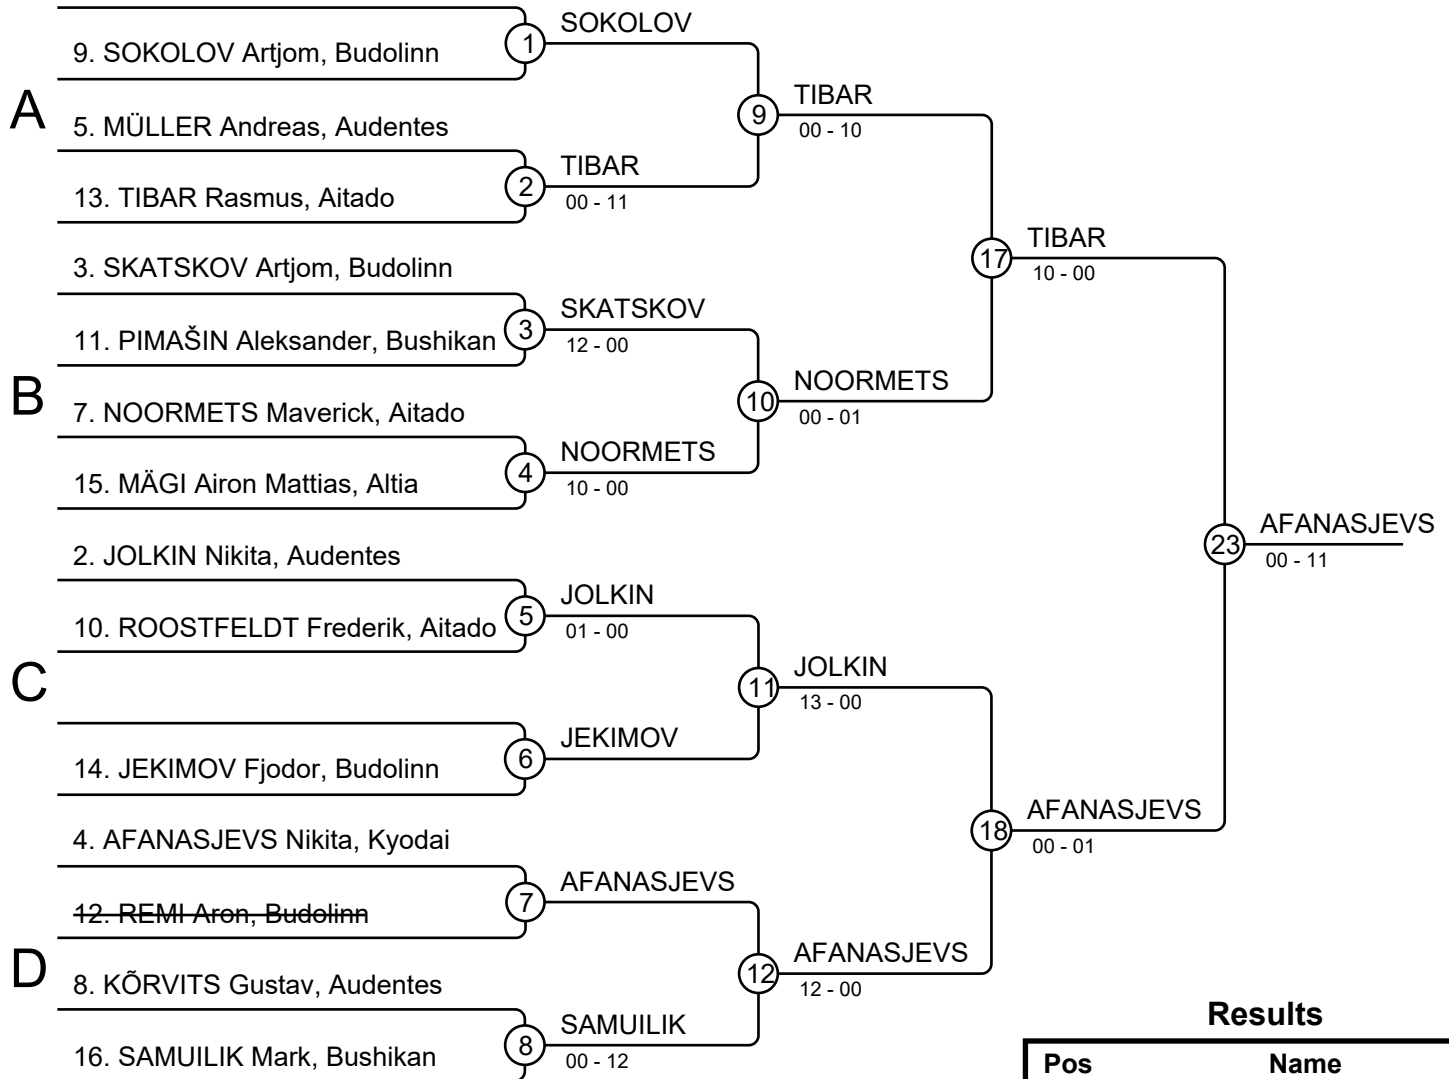 SOKOLOV
9. SOKOLOV Artjom, Budolinn
1
A
TIBAR
9
00 - 10
5. MÜLLER Andreas, Audentes
TIBAR
2
13. TIBAR Rasmus, Aitado
00 - 11
TIBAR
17
10 - 00
3. SKATSKOV Artjom, Budolinn
SKATSKOV
3
11. PIMAŠIN Aleksander, Bushikan
12 - 00
B
NOORMETS
10
00 - 01
7. NOORMETS Maverick, Aitado
NOORMETS
4
15. MÄGI Airon Mattias, Altia
10 - 00
AFANASJEVS
23
00 - 11
2. JOLKIN Nikita, Audentes
JOLKIN
5
10. ROOSTFELDT Frederik, Aitado
01 - 00
C
JOLKIN
11
13 - 00
JEKIMOV
6
14. JEKIMOV Fjodor, Budolinn
AFANASJEVS
18
00 - 01
4. AFANASJEVS Nikita, Kyodai
AFANASJEVS
7
12. REMI Aron, Budolinn
D
AFANASJEVS
12
12 - 00
8. KÕRVITS Gustav, Audentes
SAMUILIK
8
16. SAMUILIK Mark, Bushikan
00 - 12
Results
Pos Name